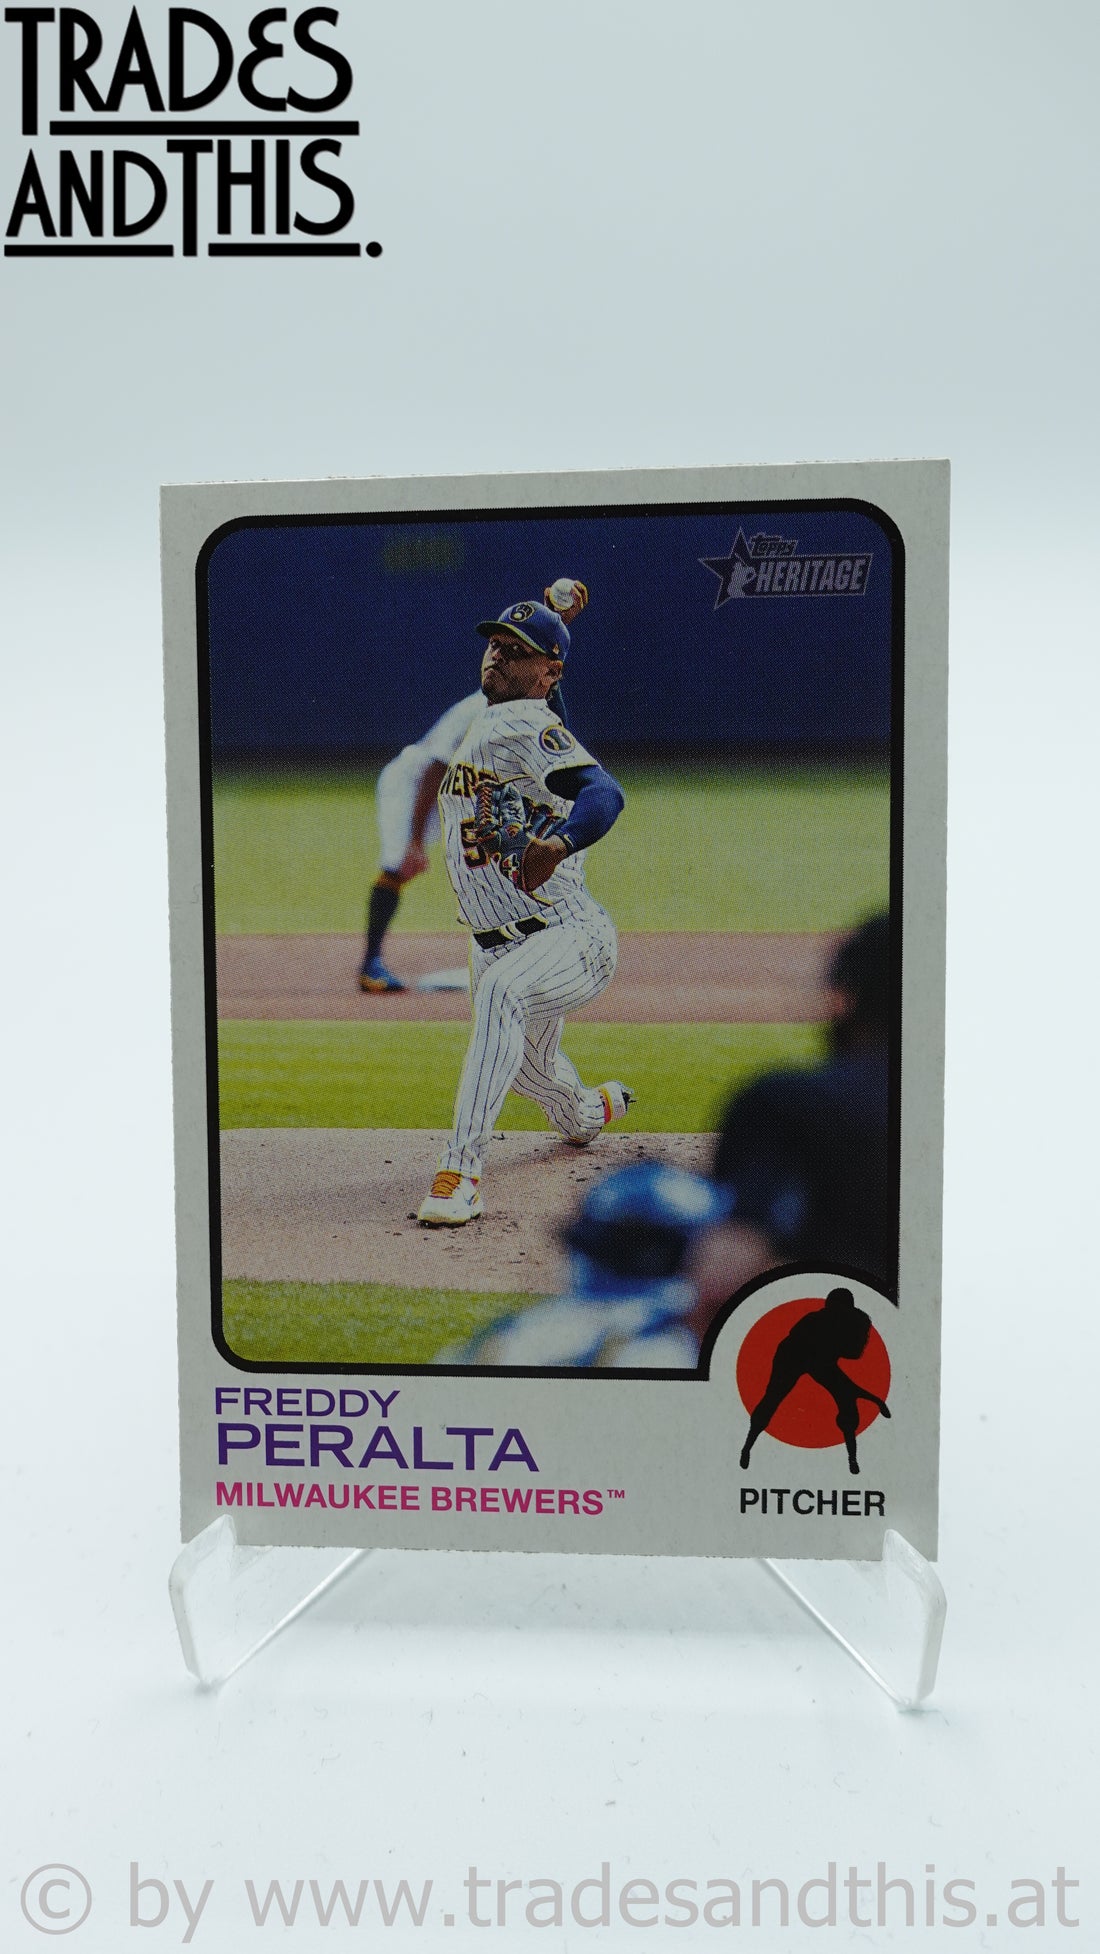 TRADES
ANDTHIS.
Topps
HERITAGE
FREDDY
PERALTA
MILWAUKEE BREWERS™
PITCHER
© by www.tradesandthis.at